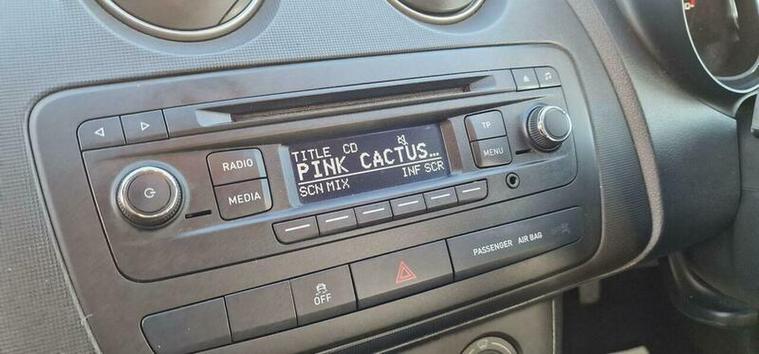 RADIO
MEDIA
TITLE CD
PINK CACTUS...
SCN MIX INF SCR
TP
MENU
OFF
PASSENGER AIR BAG